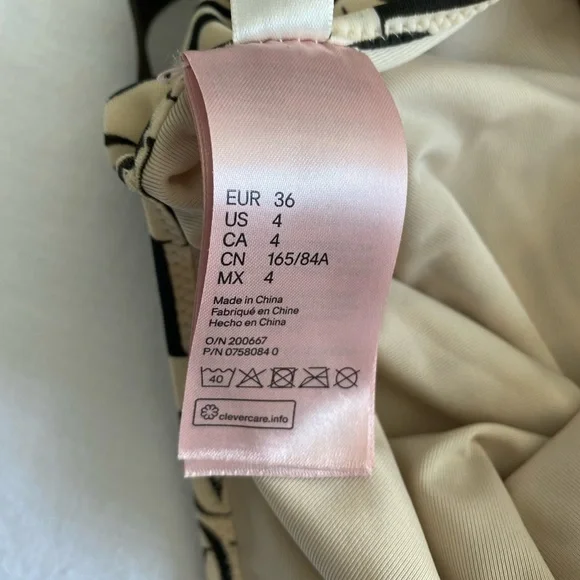 EUR 36
US 4
CA 4
CN 165/84A
MX 4
Made in China
Fabriqué en Chine
Hecho en China
O/N 200667
P/N 0758084 0
40
clevercare.info